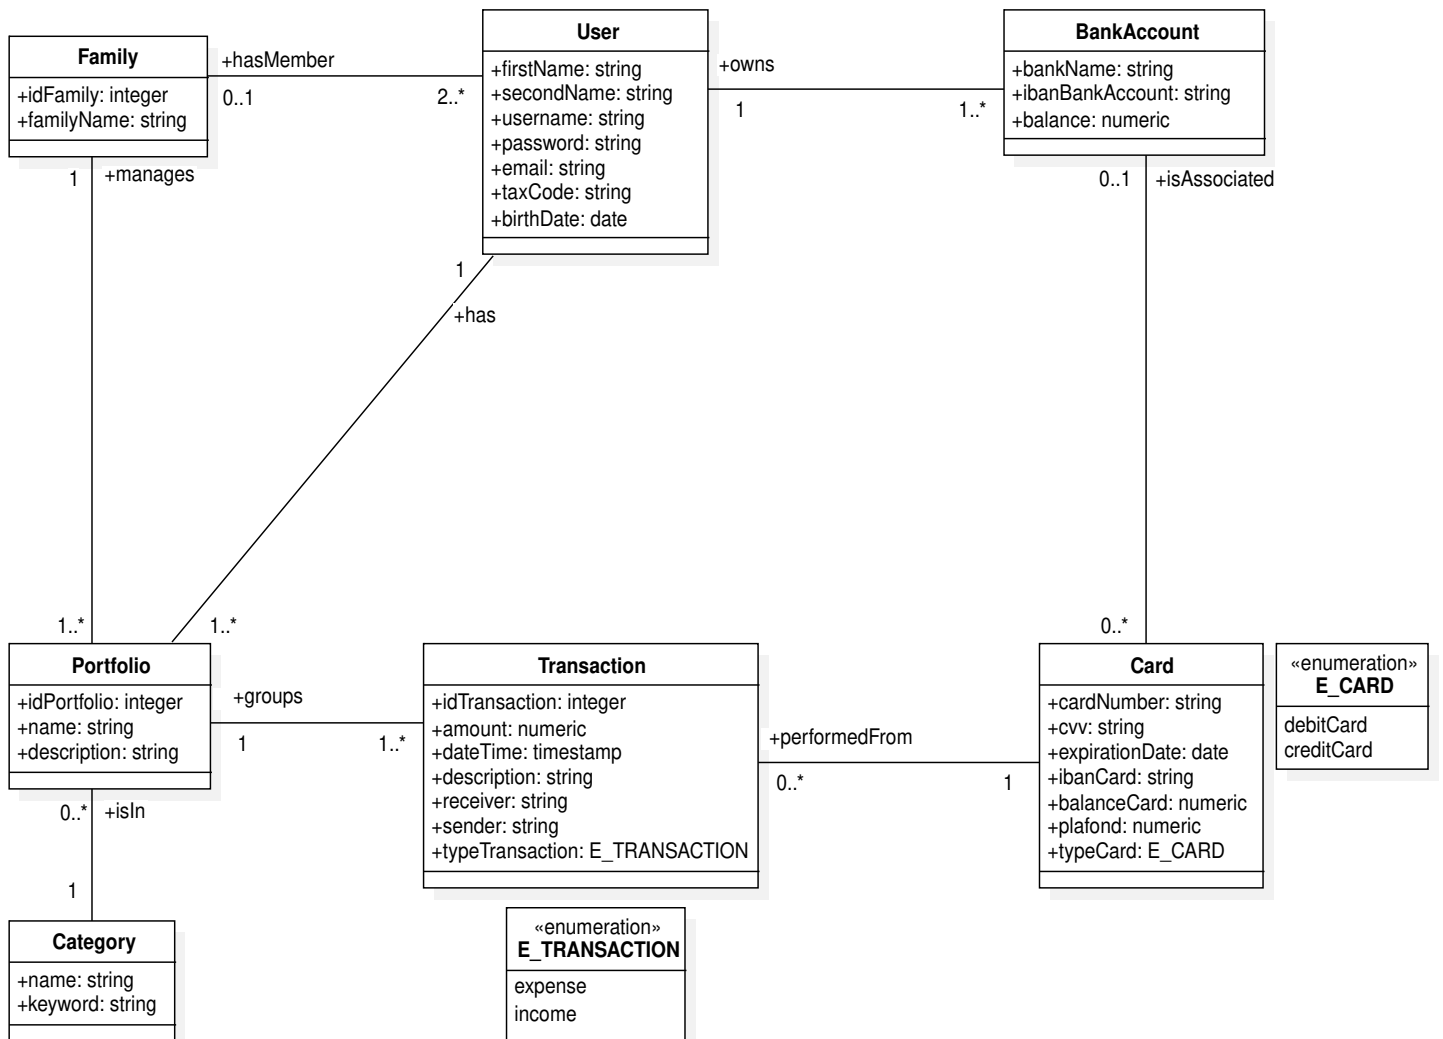 Family
+idFamily: integer
+familyName: string
+hasMember
0..1
2..*
User
+firstName: string
+secondName: string
+username: string
+password: string
+email: string
+taxCode: string
+birthDate: date
+owns
1
1..*
BankAccount
+bankName: string
+ibanBankAccount: string
+balance: numeric
1
+manages
0..1
+isAssociated
1
+has
1..*
1..*
0..*
Portfolio
+idPortfolio: integer
+name: string
+description: string
+groups
1
1..*
Transaction
+idTransaction: integer
+amount: numeric
+dateTime: timestamp
+description: string
+receiver: string
+sender: string
+typeTransaction: E_TRANSACTION
+performedFrom
0..*
1
Card
+cardNumber: string
+cvv: string
+expirationDate: date
+ibanCard: string
+balanceCard: numeric
+plafond: numeric
+typeCard: E_CARD
«enumeration»
E_CARD
debitCard
creditCard
0..*
+isIn
1
Category
+name: string
+keyword: string
«enumeration»
E_TRANSACTION
expense
income